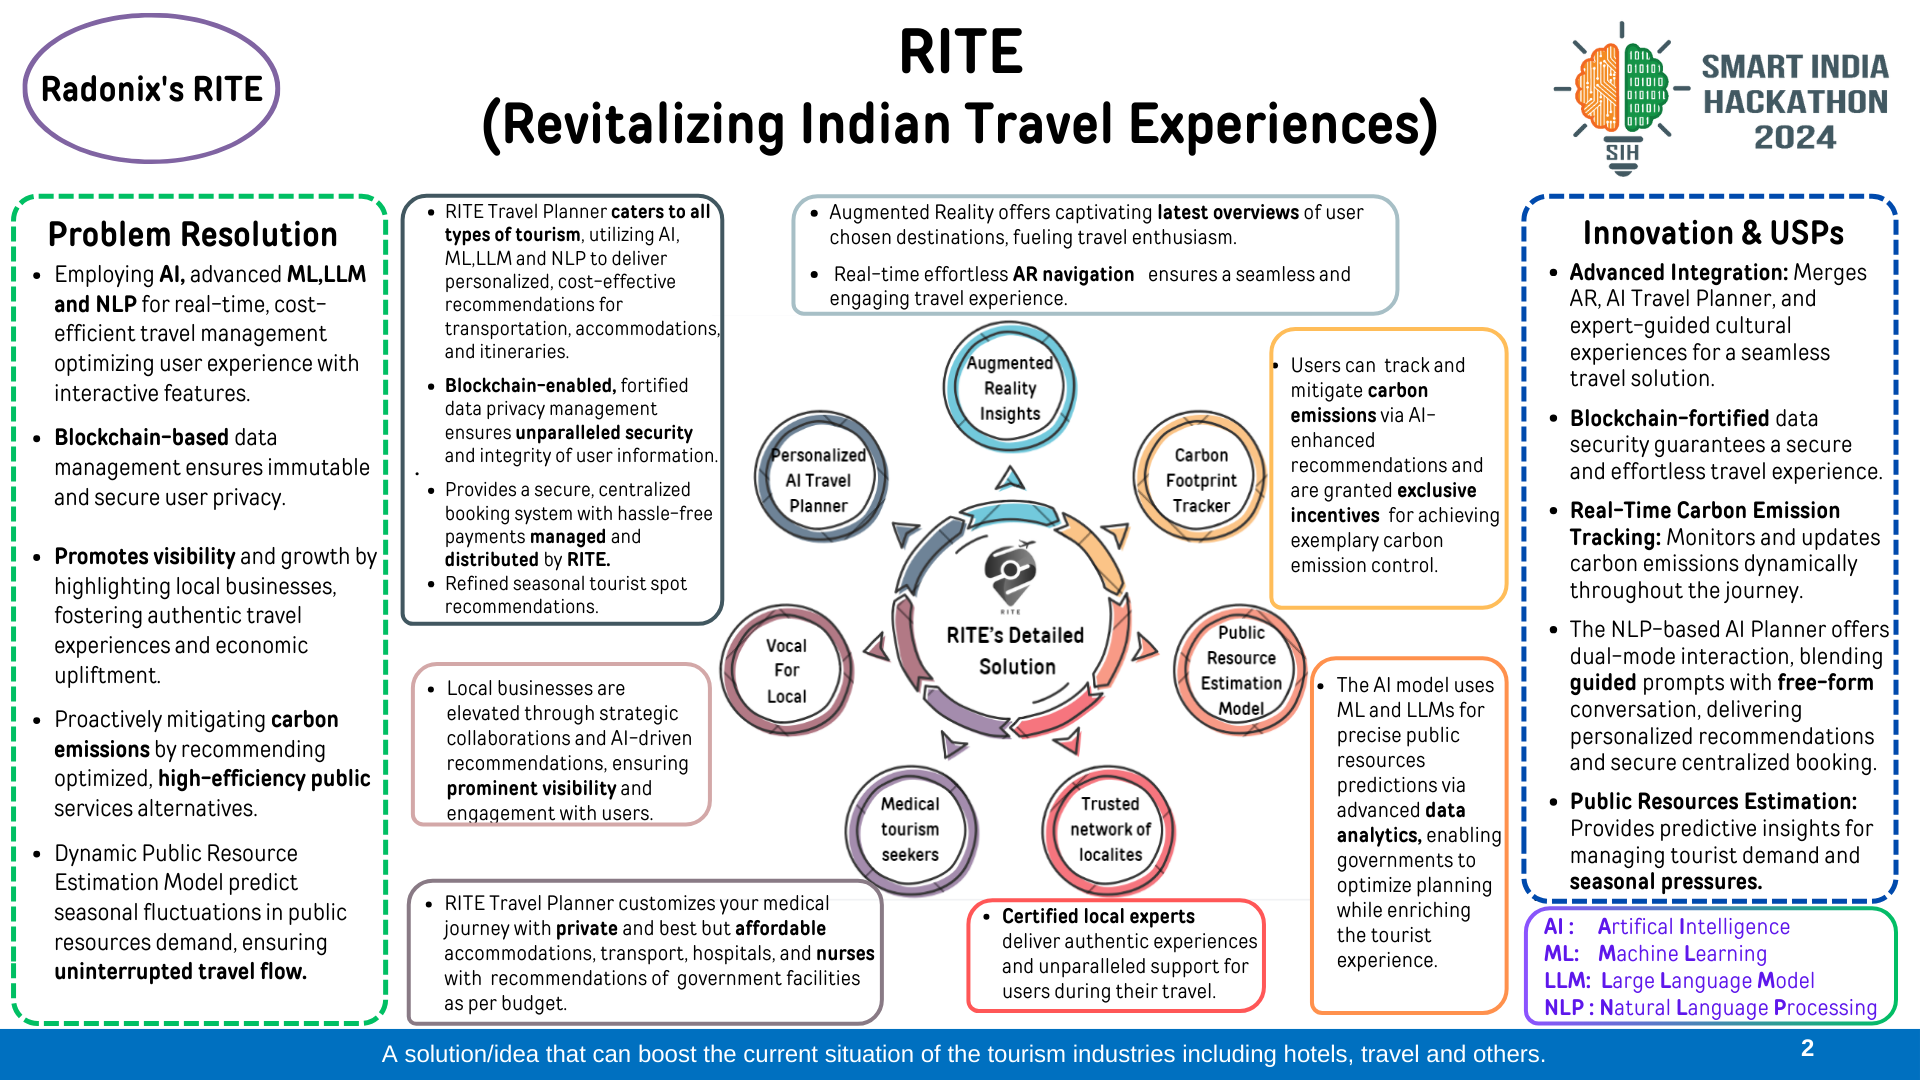 Radonix's RITE
RITE
(Revitalizing Indian Travel Experiences)
SIH
SMART INDIA
HACKATHON
2024
Problem Resolution
• Employing AI, advanced ML,LLM
and NLP for real-time, cost-
efficient travel management
optimizing user experience with
interactive features.
• Blockchain-based data
management ensures immutable
and secure user privacy.
• Promotes visibility and growth by
highlighting local businesses,
fostering authentic travel
experiences and economic
upliftment.
• Proactively mitigating carbon
emissions by recommending
optimized, high-efficiency public
services alternatives.
• Dynamic Public Resource
Estimation Model predict
seasonal fluctuations in public
resources demand, ensuring
uninterrupted travel flow.
• RITE Travel Planner caters to all
types of tourism, utilizing AI,
ML,LLM and NLP to deliver
personalized, cost-effective
recommendations for
transportation, accommodations,
and itineraries.
• Blockchain-enabled, fortified
data privacy management
ensures unparalleled security
and integrity of user information.
.
• Provides a secure, centralized
booking system with hassle-free
payments managed and
distributed by RITE.
• Refined seasonal tourist spot
recommendations.
• Local businesses are
elevated through strategic
collaborations and AI-driven
recommendations, ensuring
prominent visibility and
engagement with users.
• RITE Travel Planner customizes your medical
journey with private and best but affordable
accommodations, transport, hospitals, and nurses
with recommendations of government facilities
as per budget.
• Augmented Reality offers captivating latest overviews of user
chosen destinations, fueling travel enthusiasm.
• Real-time effortless AR navigation ensures a seamless and
engaging travel experience.
Augmented
Reality
Insights
Personalized
AI Travel
Planner
Carbon
Footprint
Tracker
RITE
RITE's Detailed
Solution
Vocal
For
Local
Public
Resource
Estimation
Model
Medical
tourism
seekers
Trusted
network of
localites
• Users can track and
mitigate carbon
emissions via AI-
enhanced
recommendations and
are granted exclusive
incentives for achieving
exemplary carbon
emission control.
• The AI model uses
ML and LLMs for
precise public
resources
predictions via
advanced data
analytics, enabling
governments to
optimize planning
while enriching
the tourist
experience.
• Certified local experts
deliver authentic experiences
and unparalleled support for
users during their travel.
Innovation & USPs
• Advanced Integration: Merges
AR, AI Travel Planner, and
expert-guided cultural
experiences for a seamless
travel solution.
• Blockchain-fortified data
security guarantees a secure
and effortless travel experience.
• Real-Time Carbon Emission
Tracking: Monitors and updates
carbon emissions dynamically
throughout the journey.
• The NLP-based AI Planner offers
dual-mode interaction, blending
guided prompts with free-form
conversation, delivering
personalized recommendations
and secure centralized booking.
• Public Resources Estimation:
Provides predictive insights for
managing tourist demand and
seasonal pressures.
AI : Artifical Intelligence
ML: Machine Learning
LLM: Large Language Model
NLP : Natural Language Processing
A solution/idea that can boost the current situation of the tourism industries including hotels, travel and others.
2